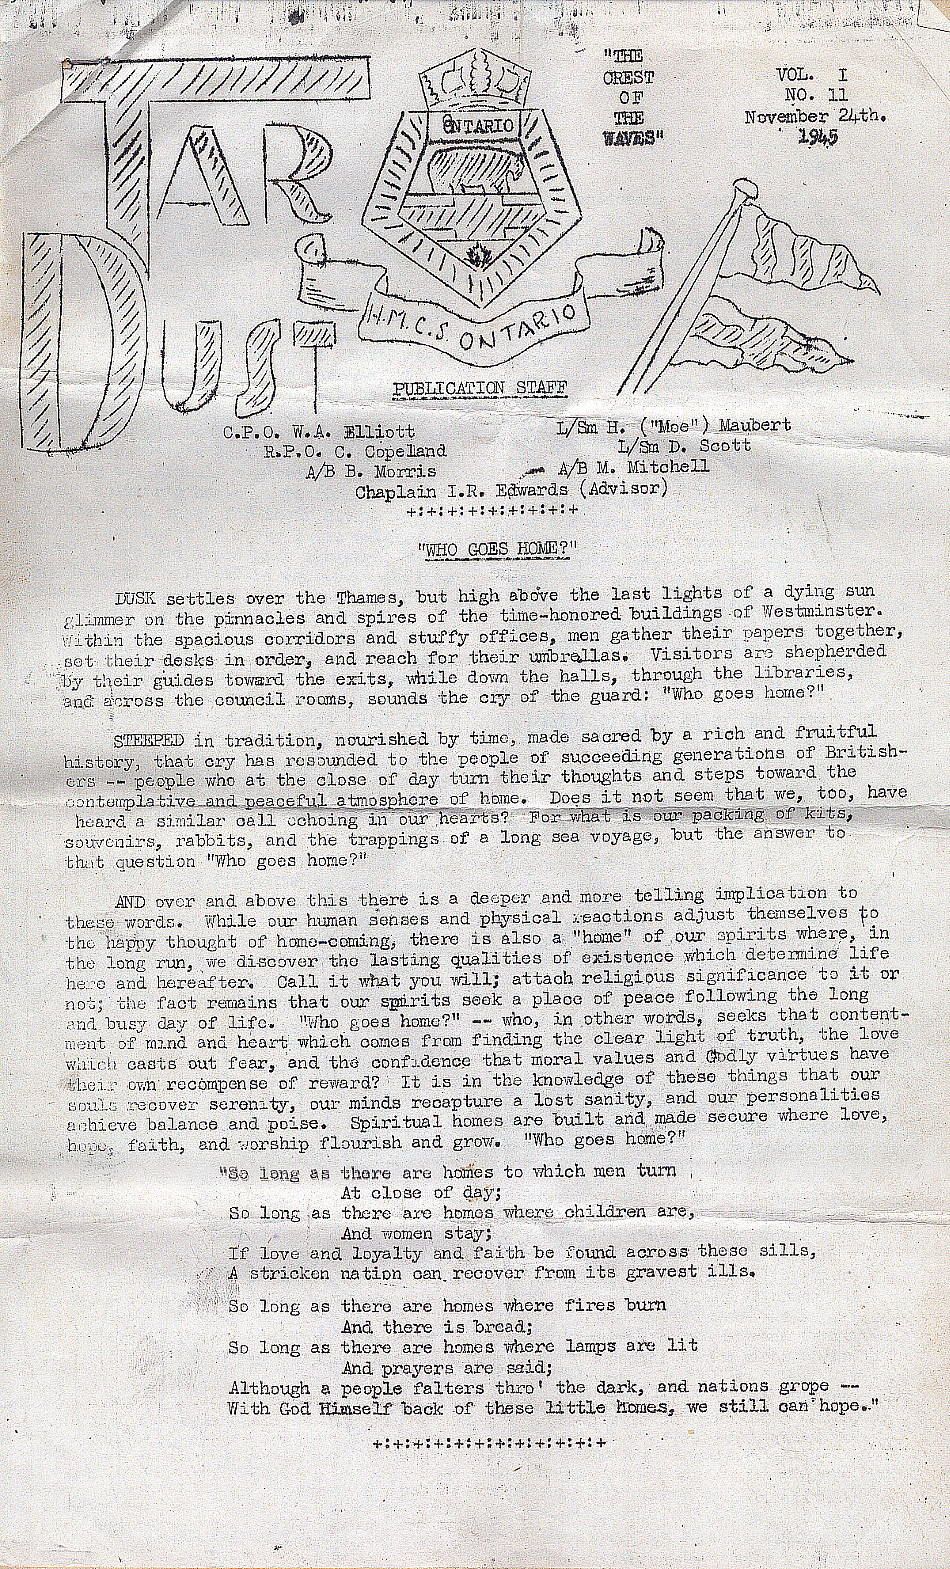 TAR
DUST
ONTARIO
H.M.C.S ONTARIO
"THE
CREST
OF
THE
WAVES"
VOL. I
NO. 11
November 24th.
1945
PUBLICATION STAFF
C.P.O. W.A. Elliott
L/Sm H. ("Moe") Maubert
R.P.O. C. Copeland
L/Sm D. Scott
A/B B. Morris
A/B M. Mitchell
Chaplain I.R. Edwards (Advisor)
+:+:+:+:+:+:+:+:+:+
"WHO GOES HOME?"
DUSK settles over the Thames, but high above the last lights of a dying sun
glimmer on the pinnacles and spires of the time-honored buildings of Westminster.
Within the spacious corridors and stuffy offices, men gather their papers together,
set their desks in order, and reach for their umbrellas. Visitors are shepherded
by their guides toward the exits, while down the halls, through the libraries,
and across the council rooms, sounds the cry of the guard: "Who goes home?"
STEEPED in tradition, nourished by time, made sacred by a rich and fruitful
history, that cry has resounded to the people of succeeding generations of British-
ers -- people who at the close of day turn their thoughts and steps toward the
contemplative and peaceful atmosphere of home. Does it not seem that we, too, have
heard a similar call echoing in our hearts? For what is our packing of kits,
souvenirs, rabbits, and the trappings of a long sea voyage, but the answer to
that question "Who goes home?"
AND over and above this there is a deeper and more telling implication to
these words. While our human senses and physical reactions adjust themselves to
the happy thought of home-coming, there is also a "home" of our spirits where, in
the long run, we discover the lasting qualities of existence which determine life
here and hereafter. Call it what you will; attach religious significance to it or
not; the fact remains that our spirits seek a place of peace following the long
and busy day of life. "Who goes home?" -- who, in other words, seeks that content-
ment of mind and heart which comes from finding the clear light of truth, the love
which casts out fear, and the confidence that moral values and Godly virtues have
their own recompense of reward? It is in the knowledge of these things that our
souls recover serenity, our minds recapture a lost sanity, and our personalities
achieve balance and poise. Spiritual homes are built and made secure where love,
hope, faith, and worship flourish and grow. "Who goes home?"
"So long as there are homes to which men turn
At close of day;
So long as there are homes where children are,
And women stay;
If love and loyalty and faith be found across these sills,
A stricken nation can recover from its gravest ills.
So long as there are homes where fires burn
And there is bread;
So long as there are homes where lamps are lit
And prayers are said;
Although a people falters thro' the dark, and nations grope --
With God Himself back of these little homes, we still can hope."
+:+:+:+:+:+:+:+:+:+:+:+:+